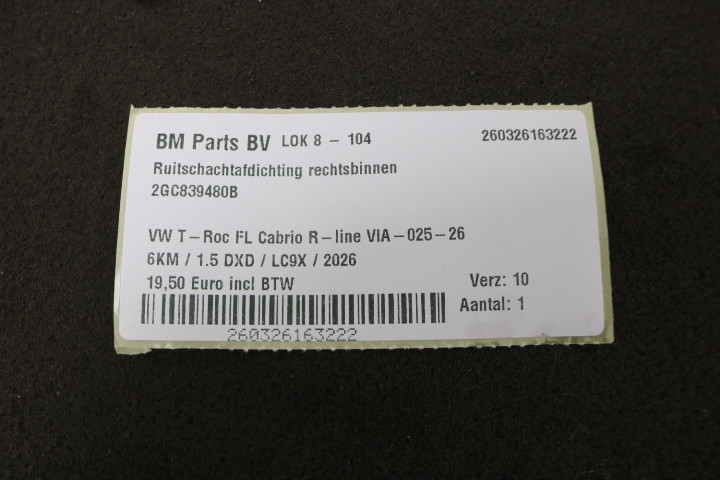 BM Parts BV LOK 8 - 104 260326163222
Ruitschachtafdichting rechtsbinnen
2GC839480B
VW T-Roc FL Cabrio R-line VIA-025-26
6KM / 1.5 DXD / LC9X / 2026
19,50 Euro incl BTW Verz: 10
Aantal: 1
260326163222